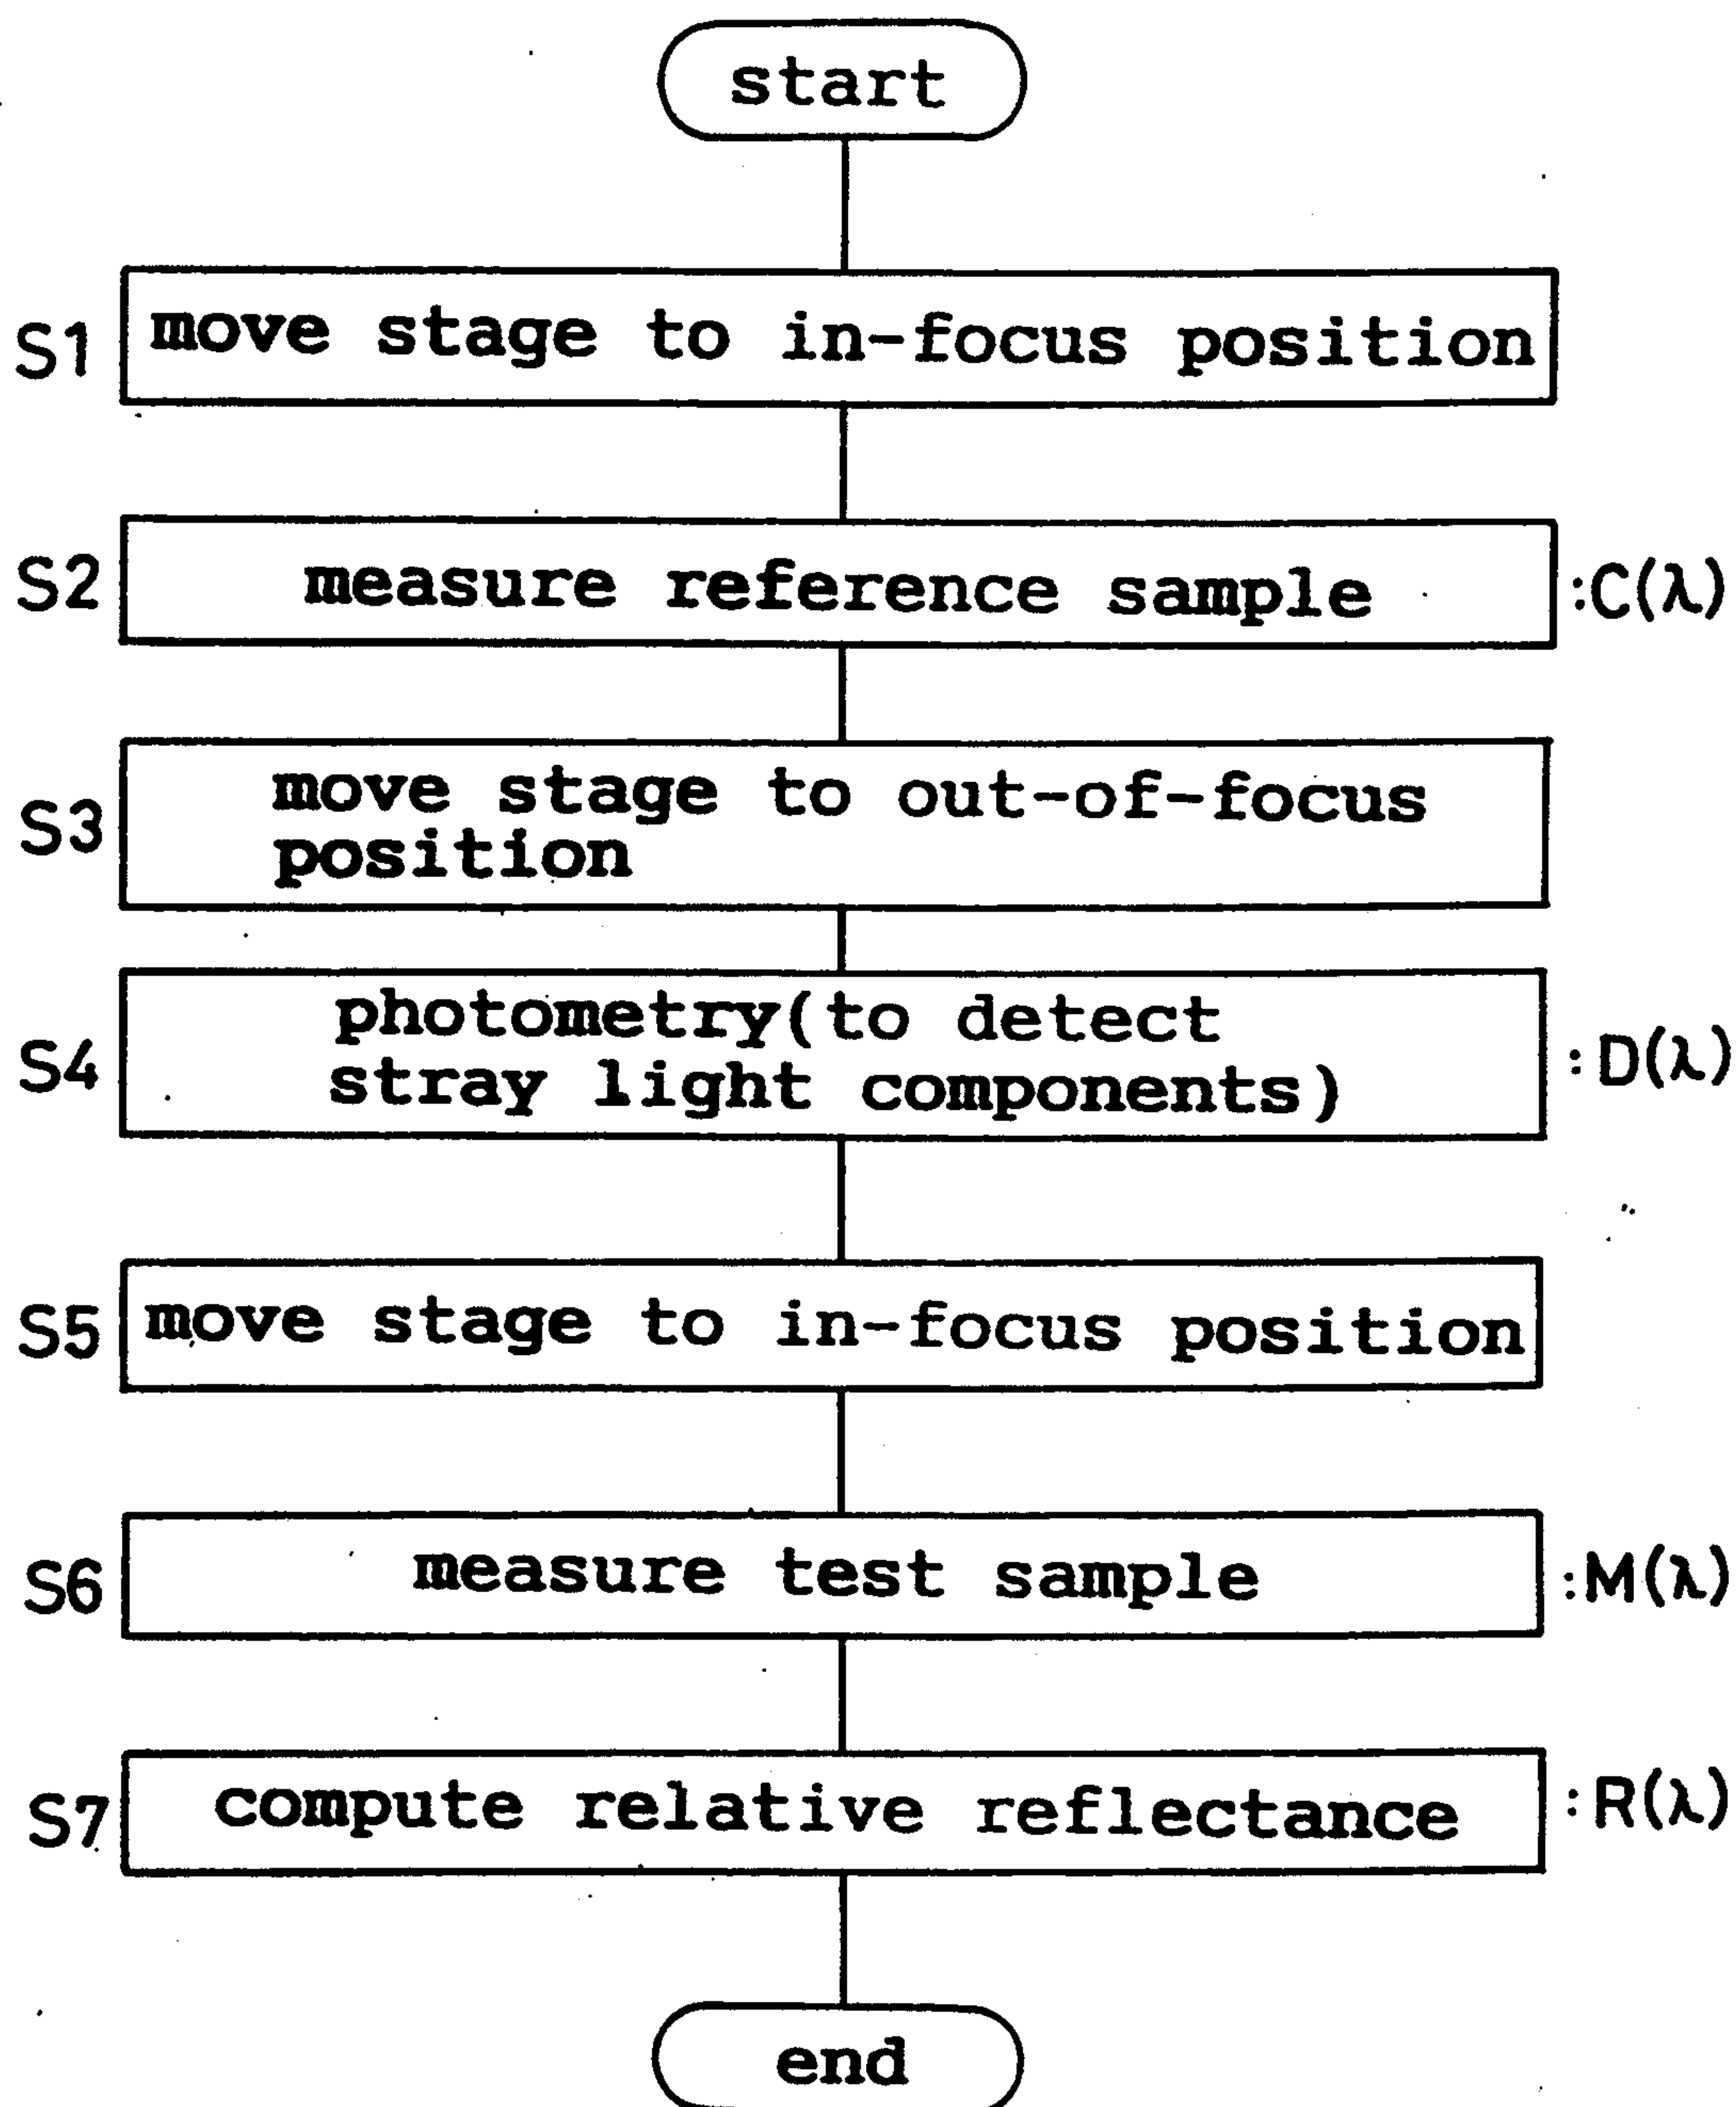 start
S1 move stage to in-focus position
S2 measure reference sample :C(λ)
S3 move stage to out-of-focus
position
S4 photometry(to detect
stray light components) :D(λ)
S5 move stage to in-focus position
S6 measure test sample :M(λ)
S7 compute relative reflectance :R(λ)
end